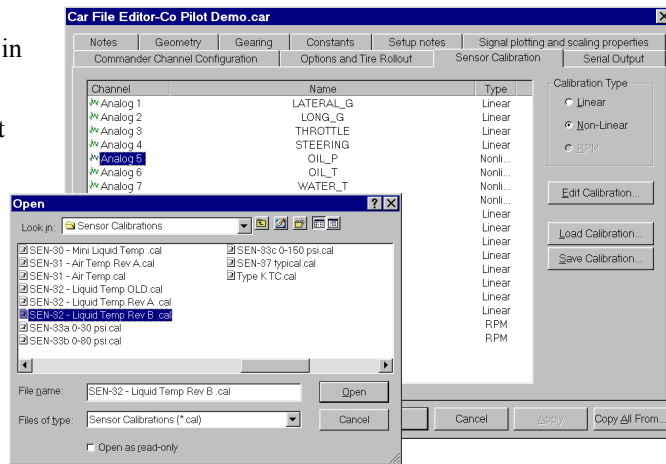 in
t
Car File Editor-Co Pilot Demo.car
Notes Geometry Gearing Constants Setup notes Signal plotting and scaling properties
Commander Channel Configuration Options and Tire Rollout Sensor Calibration Serial Output
Channel Name Type
Analog 1 LATERAL_G Linear
Analog 2 LONG_G Linear
Analog 3 THROTTLE Linear
Analog 4 STEERING Linear
Analog 5 OIL_P Nonli...
Analog 6 OIL_T Nonli...
Analog 7 WATER_T Nonli...
Nonli...
Linear
Linear
Linear
Linear
Linear
Linear
Linear
Linear
RPM
RPM
Calibration Type
Linear
Non-Linear
RPM
Edit Calibration...
Load Calibration...
Save Calibration...
Cancel Apply Copy All From...
Open
Look in: Sensor Calibrations
SEN-30 - Mini Liquid Temp .cal
SEN-31 - Air Temp Rev A.cal
SEN-31 - Air Temp.cal
SEN-32 - Liquid Temp OLD.cal
SEN-32 - Liquid Temp Rev A .cal
SEN-32 - Liquid Temp Rev B .cal
SEN-33a 0-30 psi.cal
SEN-33b 0-80 psi.cal
SEN-33c 0-150 psi.cal
SEN-37 typical.cal
Type K TC.cal
File name: SEN-32 - Liquid Temp Rev B .cal Open
Files of type: Sensor Calibrations (*.cal) Cancel
Open as read-only